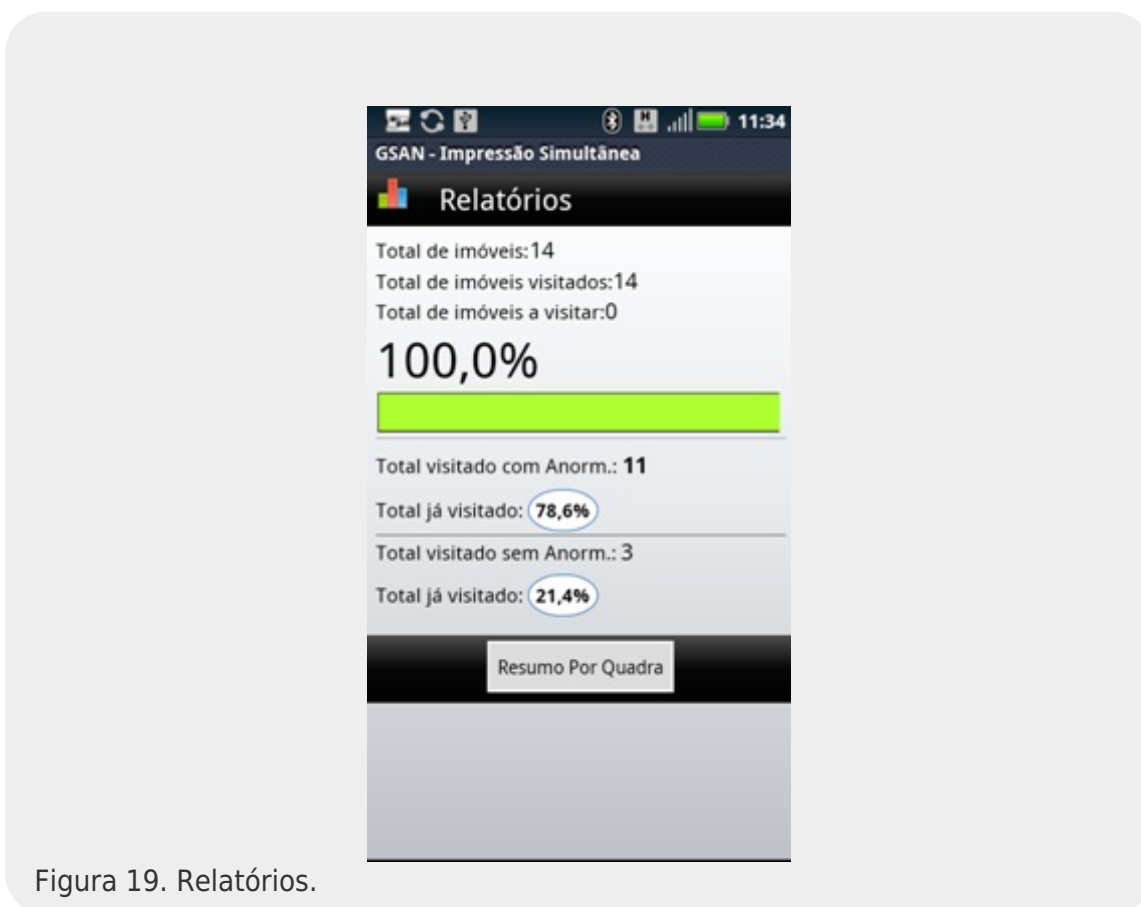 11:34
GSAN - Impressão Simultânea
Relatórios
Total de imóveis:14
Total de imóveis visitados:14
Total de imóveis a visitar:0
100,0%
Total visitado com Anorm.: 11
Total já visitado: 78,6%
Total visitado sem Anorm.: 3
Total já visitado: 21,4%
Resumo Por Quadra
Figura 19. Relatórios.